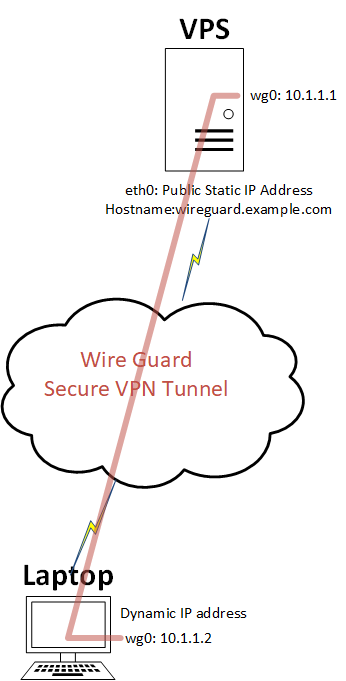 VPS
wg0: 10.1.1.1
eth0: Public Static IP Address
Hostname:wireguard.example.com
Wire Guard
Secure VPN Tunnel
Laptop
Dynamic IP address
wg0: 10.1.1.2